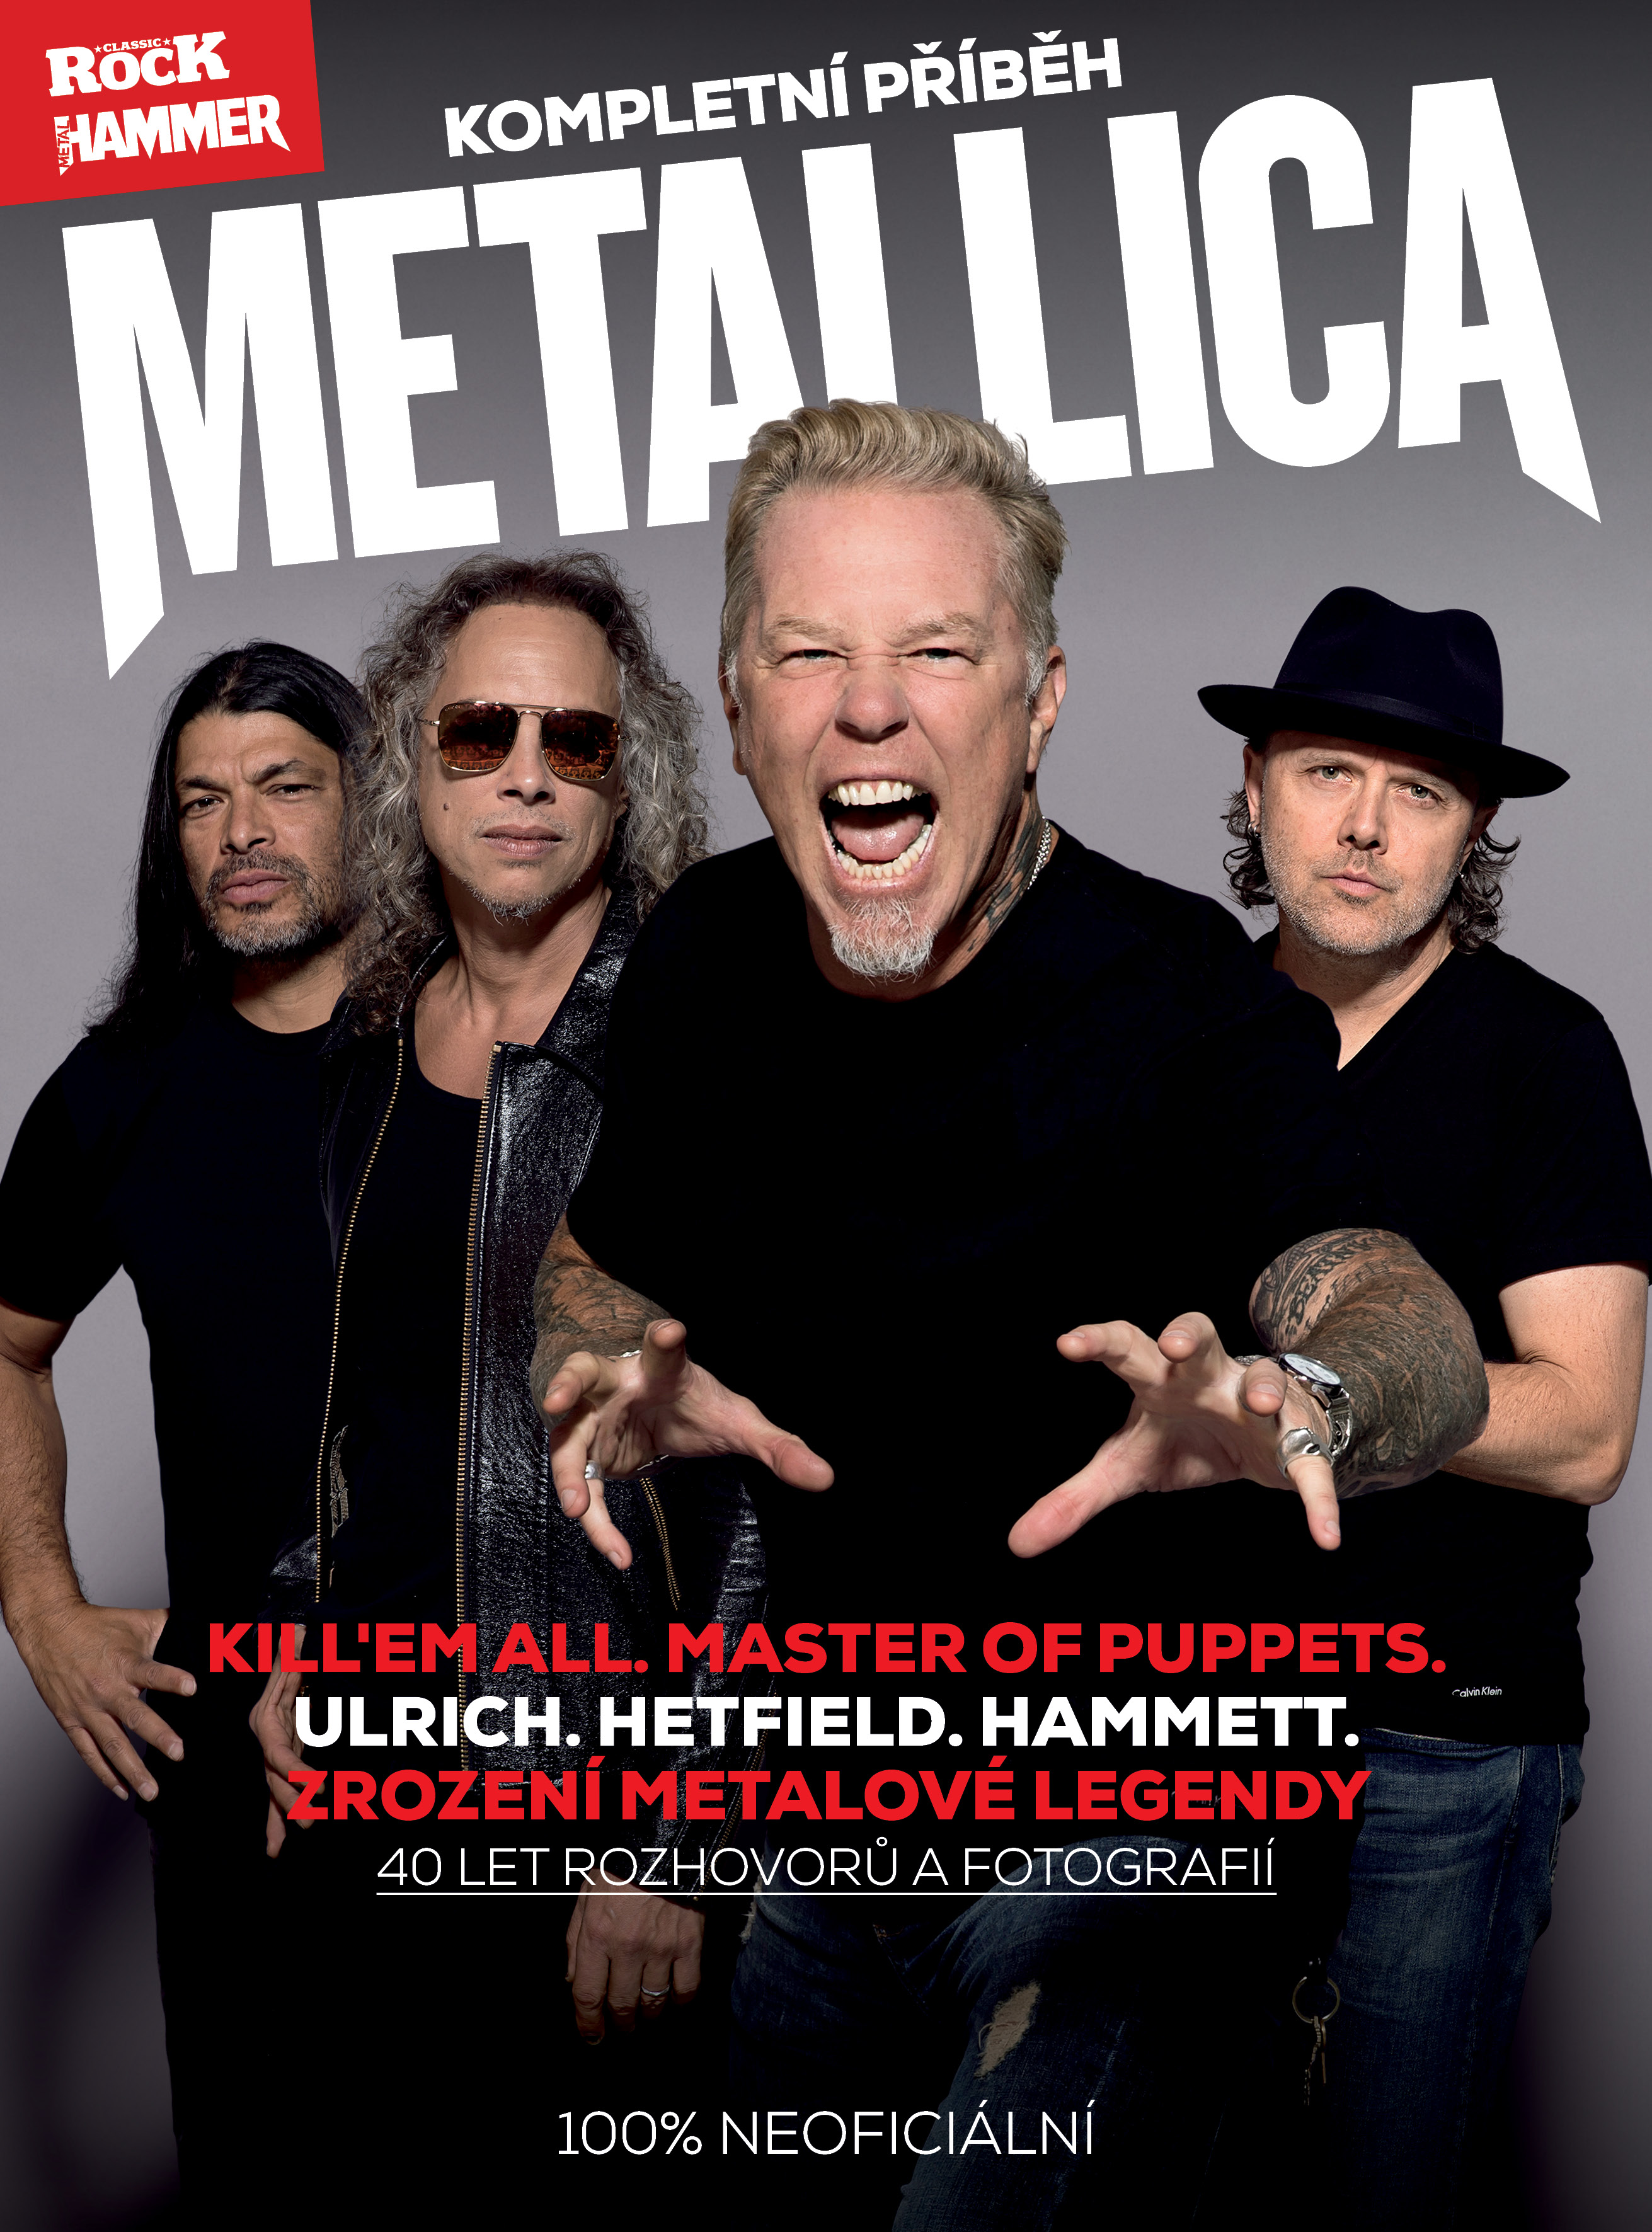 CLASSIC
ROCK
METAL HAMMER
KOMPLETNÍ PŘÍBĚH
METALLICA
KILL'EM ALL. MASTER OF PUPPETS.
Calvin Klein
ULRICH. HETFIELD. HAMMETT.
ZROZENÍ METALOVÉ LEGENDY
40 LET ROZHOVORŮ A FOTOGRAFIÍ
100% NEOFICIÁLNÍ